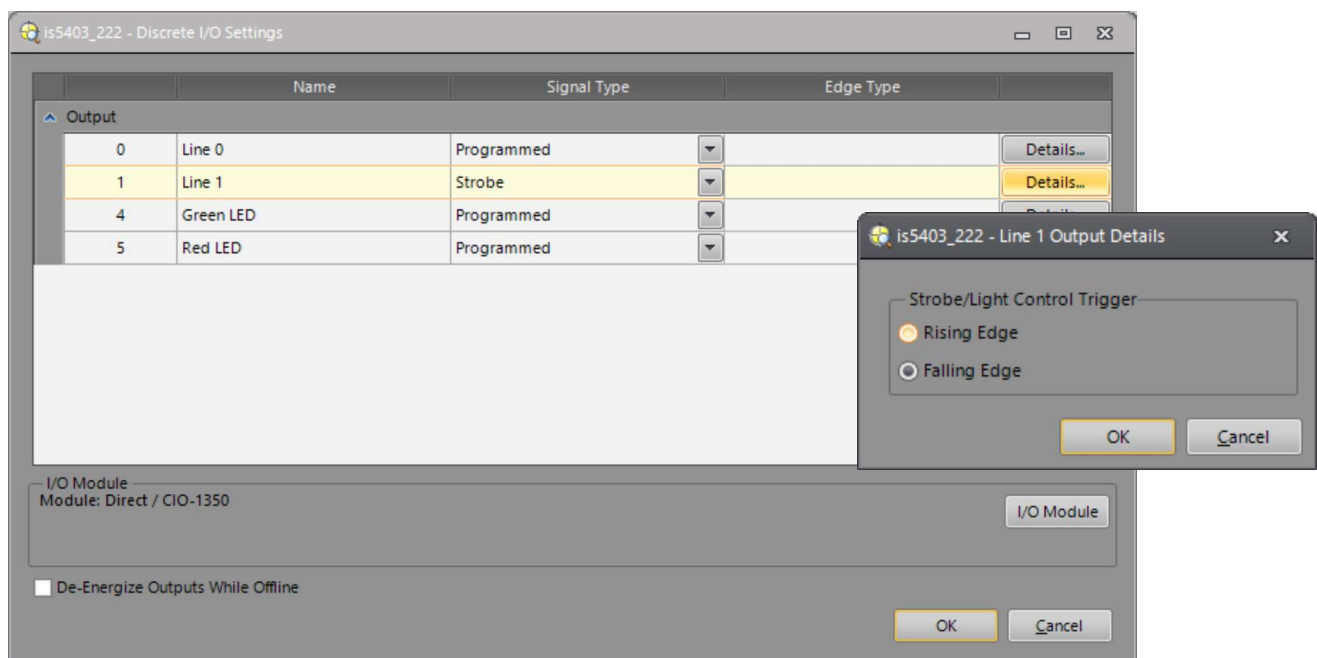 is5403_222 - Discrete I/O Settings
Name Signal Type Edge Type
Output
0 Line 0 Programmed Details...
1 Line 1 Strobe Details...
4 Green LED Programmed
5 Red LED Programmed
is5403_222 - Line 1 Output Details
Strobe/Light Control Trigger
Rising Edge
Falling Edge
OK Cancel
I/O Module
Module: Direct / CIO-1350
I/O Module
De-Energize Outputs While Offline
OK Cancel